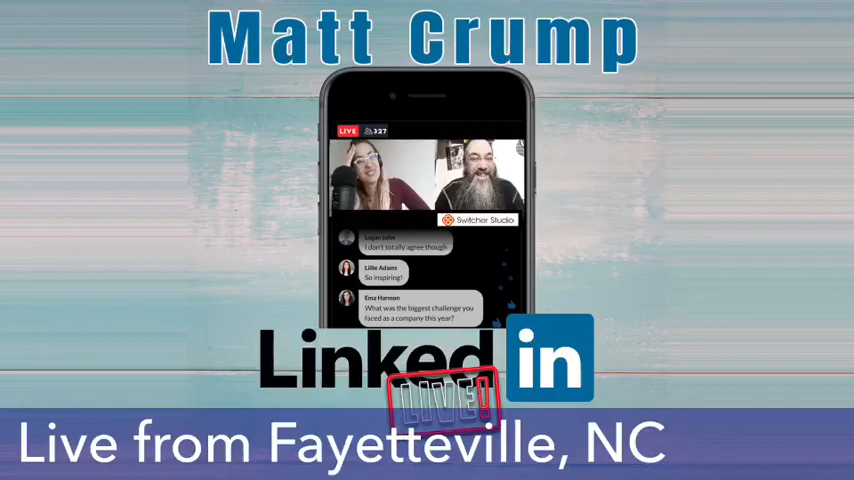 Matt Crump
LIVE 327
Switcher Studio
Logan John
I don't totally agree though
Lillie Adams
So inspiring!
Ema Harmon
What was the biggest challenge you
faced as a company this year?
Linked in
LIVE!
Live from Fayetteville, NC